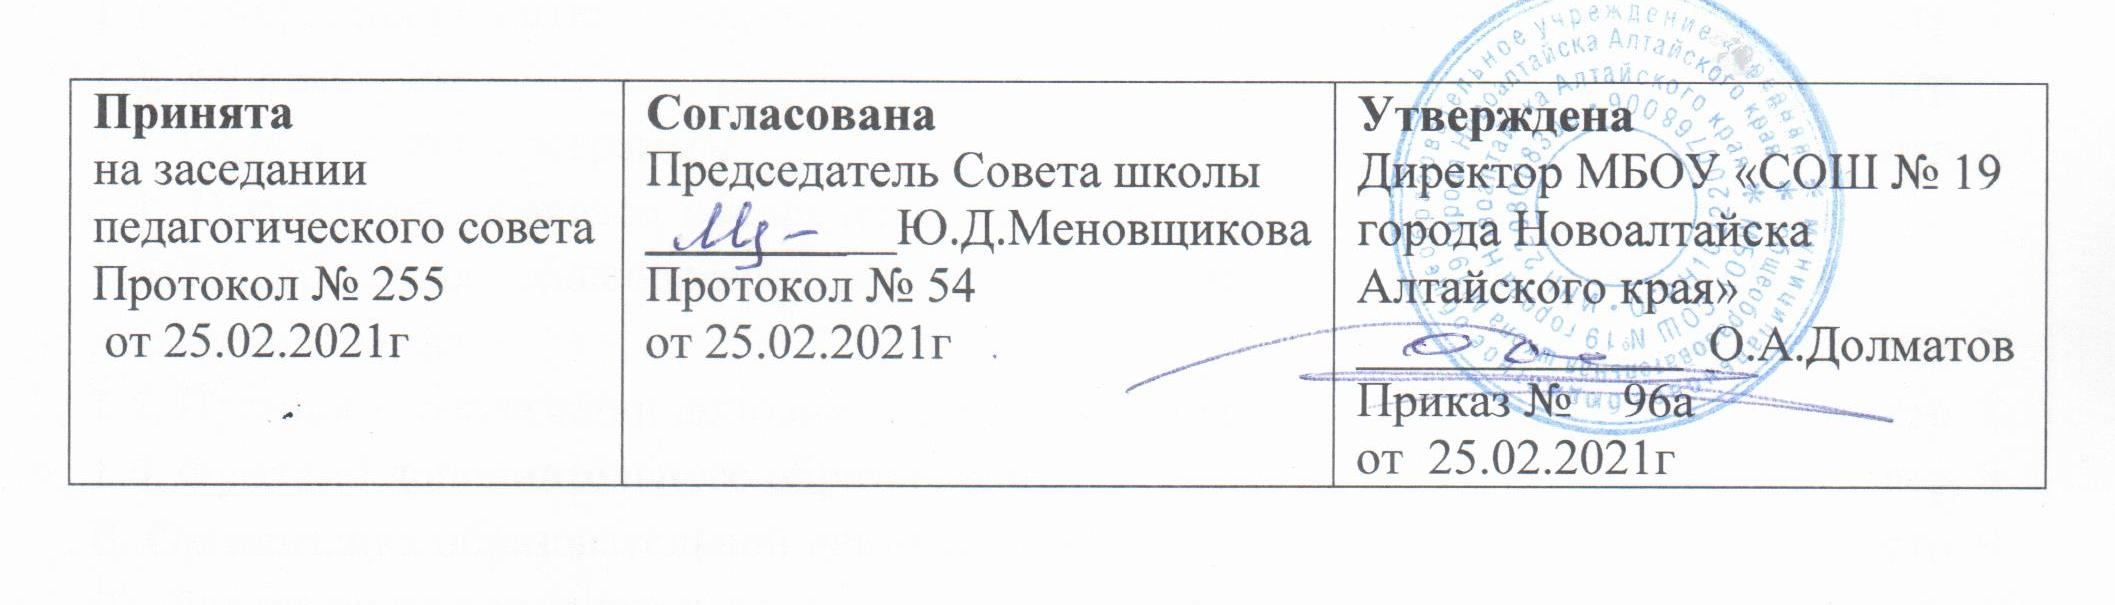 Принята
на заседании
педагогического совета
Протокол № 255
от 25.02.2021г
Согласована
Председатель Совета школы
Ю.Д.Меновщикова
Протокол № 54
от 25.02.2021г
Утверждена
Директор МБОУ «СОШ № 19
города Новоалтайска
Алтайского края»
О.А.Долматов
Приказ № 96а
от 25.02.2021г